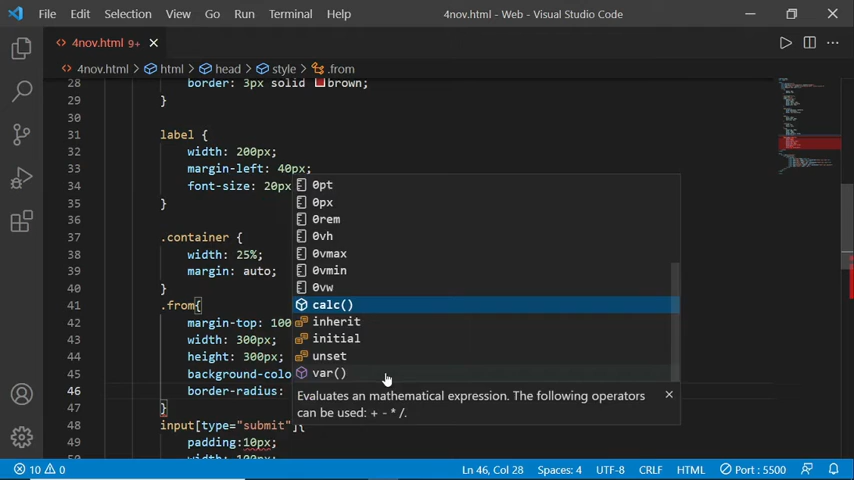 File Edit Selection View Go Run Terminal Help 4nov.html - Web - Visual Studio Code
<> 4nov.html 9+
<> 4nov.html > html > head > style > .from
28 border: 3px solid brown;
29 }
30
31 label {
32 width: 200px;
33 margin-left: 40px;
34 font-size: 20px
35 }
36
37 .container {
38 width: 25%;
39 margin: auto;
40 }
41 .from{
42 margin-top: 100
43 width: 300px;
44 height: 300px;
45 background-colo
46 border-radius:
47 }
48 input[type="submit"]{
49 padding:10px;
width: 100px;
0pt
0px
0rem
0vh
0vmax
0vmin
0vw
calc()
inherit
initial
unset
var()
Evaluates an mathematical expression. The following operators
can be used: + - * /.
10 0 Ln 46, Col 28 Spaces: 4 UTF-8 CRLF HTML Port : 5500